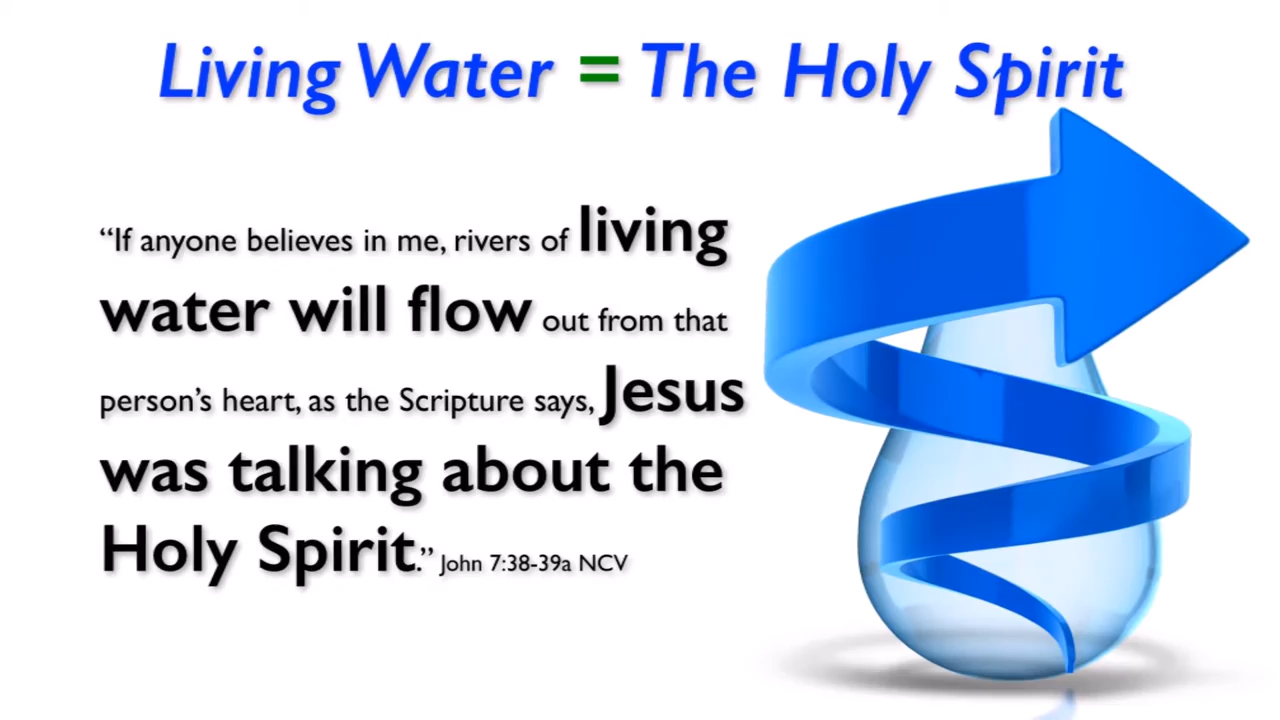 Living Water = The Holy Spirit
“If anyone believes in me, rivers of living
water will flow out from that
person’s heart, as the Scripture says, Jesus
was talking about the
Holy Spirit.” John 7:38-39a NCV